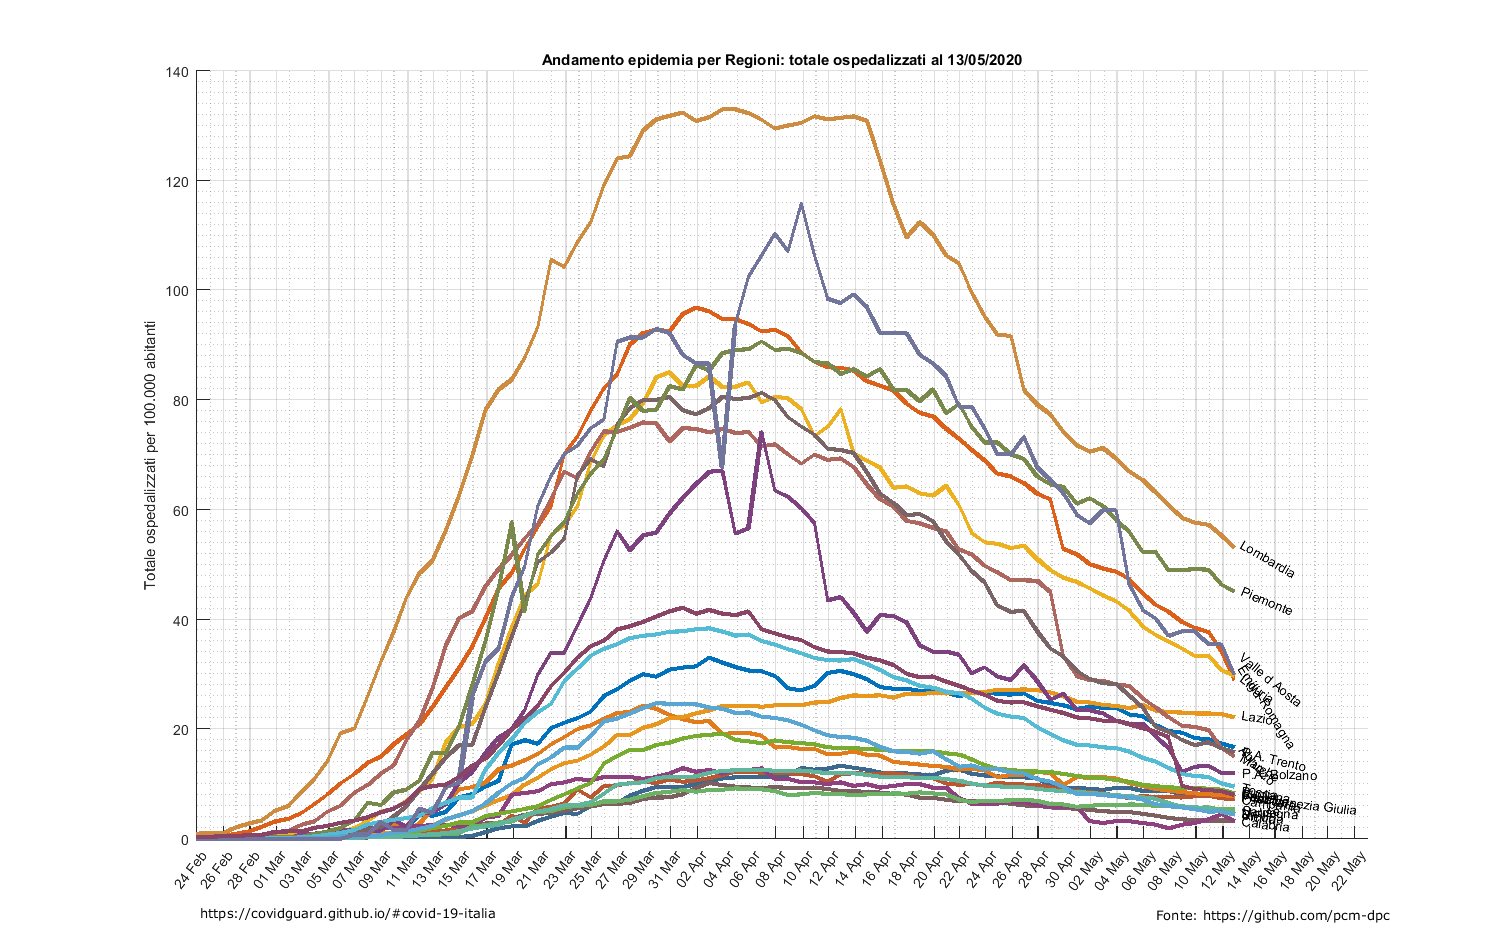 Andamento epidemia per Regioni: totale ospedalizzati al 13/05/2020
Totale ospedalizzati per 100.000 abitanti
140
120
100
80
60
40
20
0
Lombardia
Piemonte
Valle d Aosta
Liguria
Emilia Romagna
Lazio
P.A. Trento
P.A. Bolzano
Calabria
24 Feb
26 Feb
28 Feb
01 Mar
03 Mar
05 Mar
07 Mar
09 Mar
11 Mar
13 Mar
15 Mar
17 Mar
19 Mar
21 Mar
23 Mar
25 Mar
27 Mar
29 Mar
31 Mar
02 Apr
04 Apr
06 Apr
08 Apr
10 Apr
12 Apr
14 Apr
16 Apr
18 Apr
20 Apr
22 Apr
24 Apr
26 Apr
28 Apr
30 Apr
02 May
04 May
06 May
08 May
10 May
12 May
14 May
16 May
18 May
20 May
22 May
https://covidguard.github.io/#covid-19-italia
Fonte: https://github.com/pcm-dpc